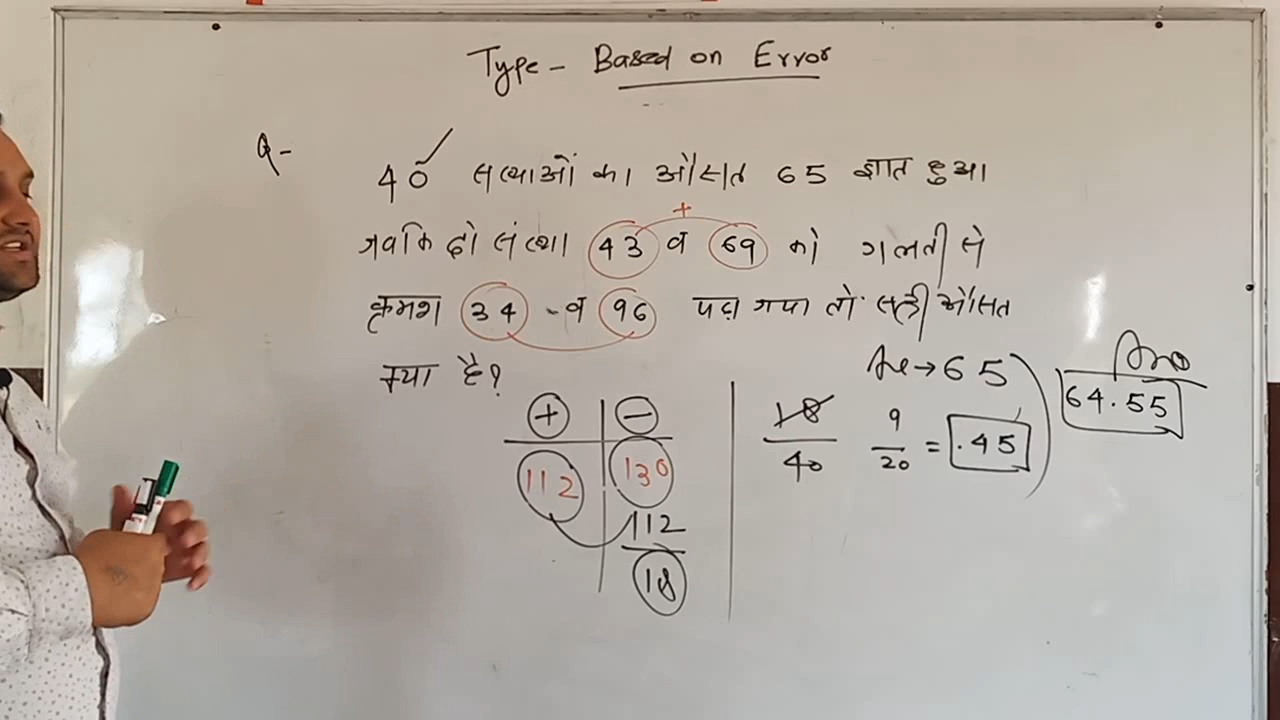 Type - Based on Error
Q-
40 संख्याओं का औसत 65 ज्ञात हुआ
जबकि दो संख्या 43 व 69 को गलती से
+
क्रमश 34 - व 96 पढ़ा गया तो सही औसत
क्या है?
+ -
112 130
112
18
18
40
9
20
= .45
Ave → 65
Ans
64.55